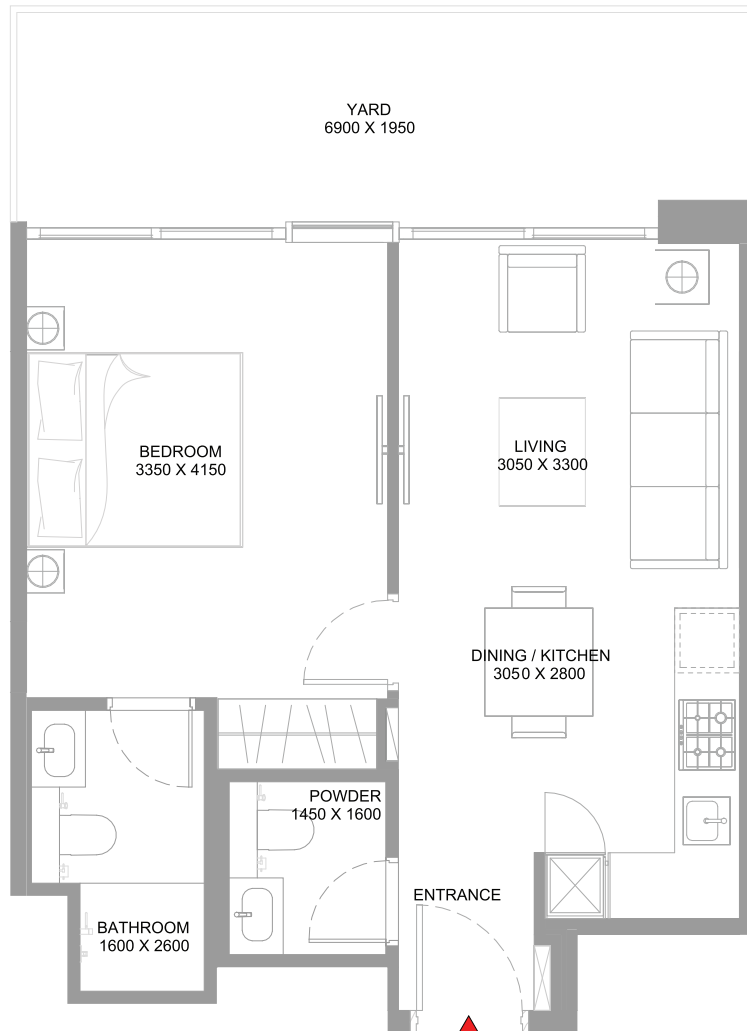 YARD
6900 X 1950
BEDROOM
3350 X 4150
LIVING
3050 X 3300
DINING / KITCHEN
3050 X 2800
POWDER
1450 X 1600
ENTRANCE
BATHROOM
1600 X 2600